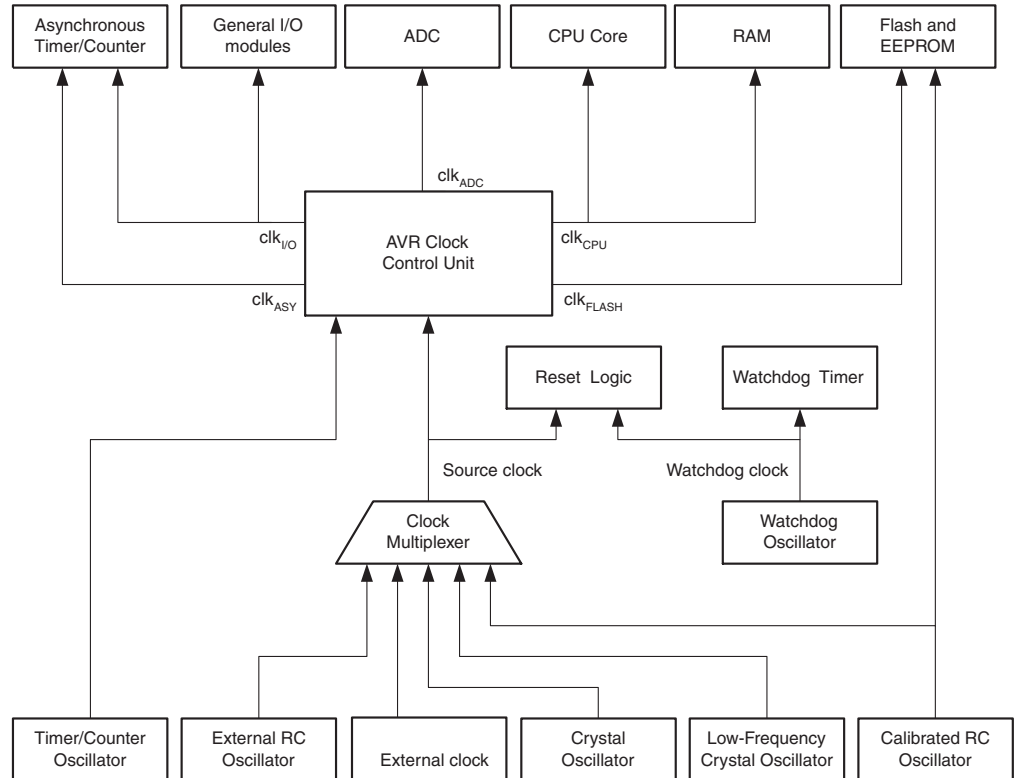 Asynchronous
Timer/Counter
General I/O
modules
ADC
CPU Core
RAM
Flash and
EEPROM
clkADC
clkI/O
AVR Clock
Control Unit
clkCPU
clkASY
clkFLASH
Reset Logic
Watchdog Timer
Source clock
Watchdog clock
Clock
Multiplexer
Watchdog
Oscillator
Timer/Counter
Oscillator
External RC
Oscillator
External clock
Crystal
Oscillator
Low-Frequency
Crystal Oscillator
Calibrated RC
Oscillator